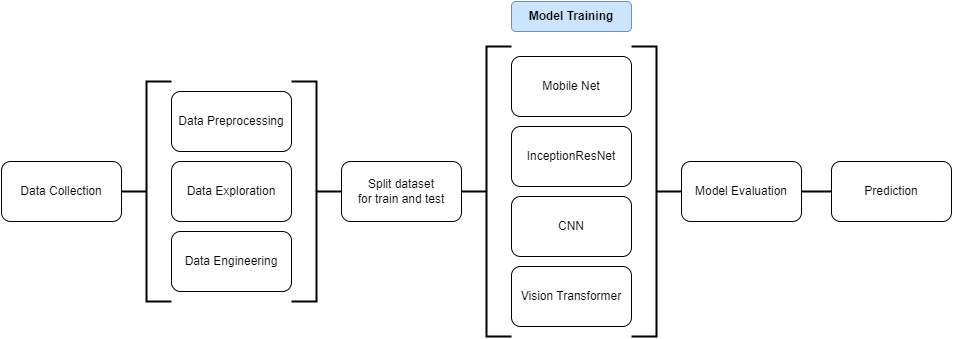 Model Training
Data Collection
Data Preprocessing
Data Exploration
Data Engineering
Split dataset
for train and test
Mobile Net
InceptionResNet
CNN
Vision Transformer
Model Evaluation
Prediction